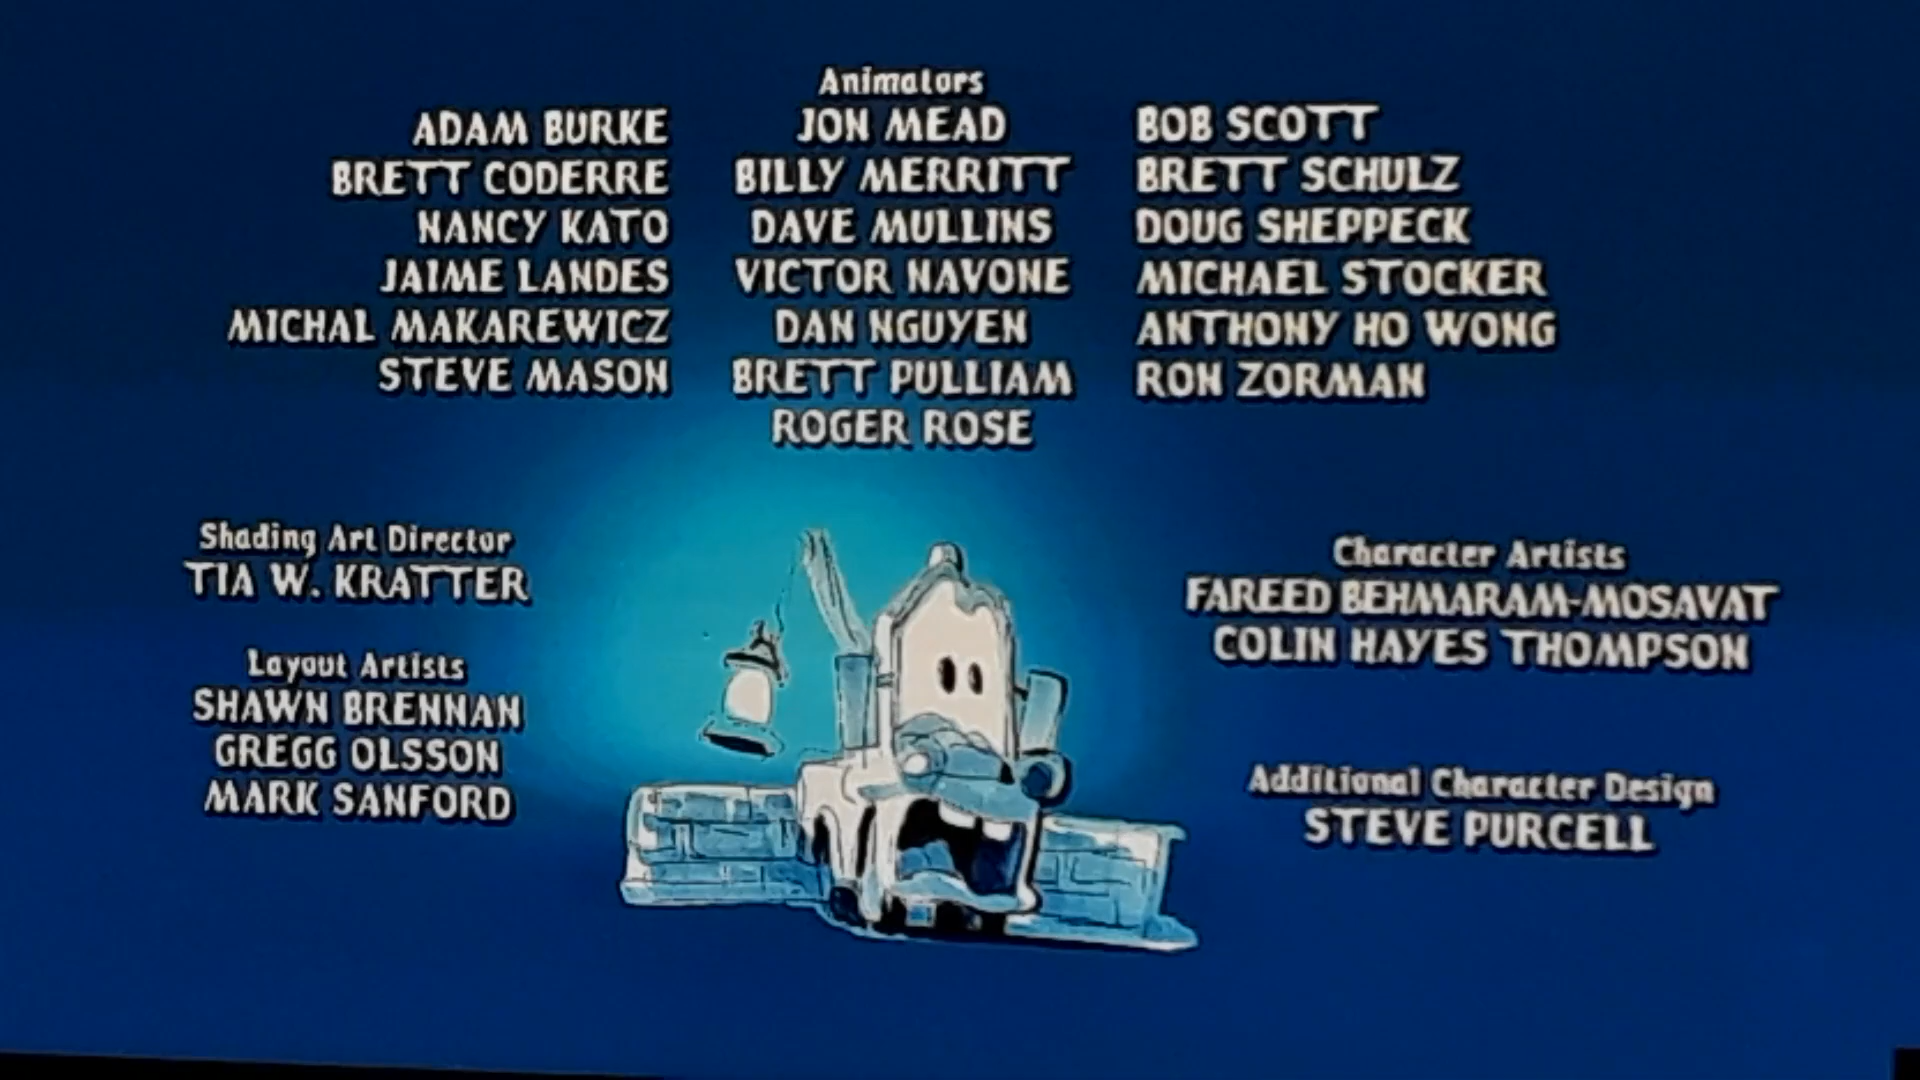 Animators
ADAM BURKE
BRETT CODERRE
NANCY KATO
JAIME LANDES
MICHAL MAKAREWICZ
STEVE MASON
JON MEAD
BILLY MERRITT
DAVE MULLINS
VICTOR NAVONE
DAN NGUYEN
BRETT PULLIAM
ROGER ROSE
BOB SCOTT
BRETT SCHULZ
DOUG SHEPPECK
MICHAEL STOCKER
ANTHONY HO WONG
RON ZORMAN
Shading Art Director
TIA W. KRATTER
Layout Artists
SHAWN BRENNAN
GREGG OLSSON
MARK SANFORD
Character Artists
FAREED BEHMARAM-MOSAVAT
COLIN HAYES THOMPSON
Additional Character Design
STEVE PURCELL